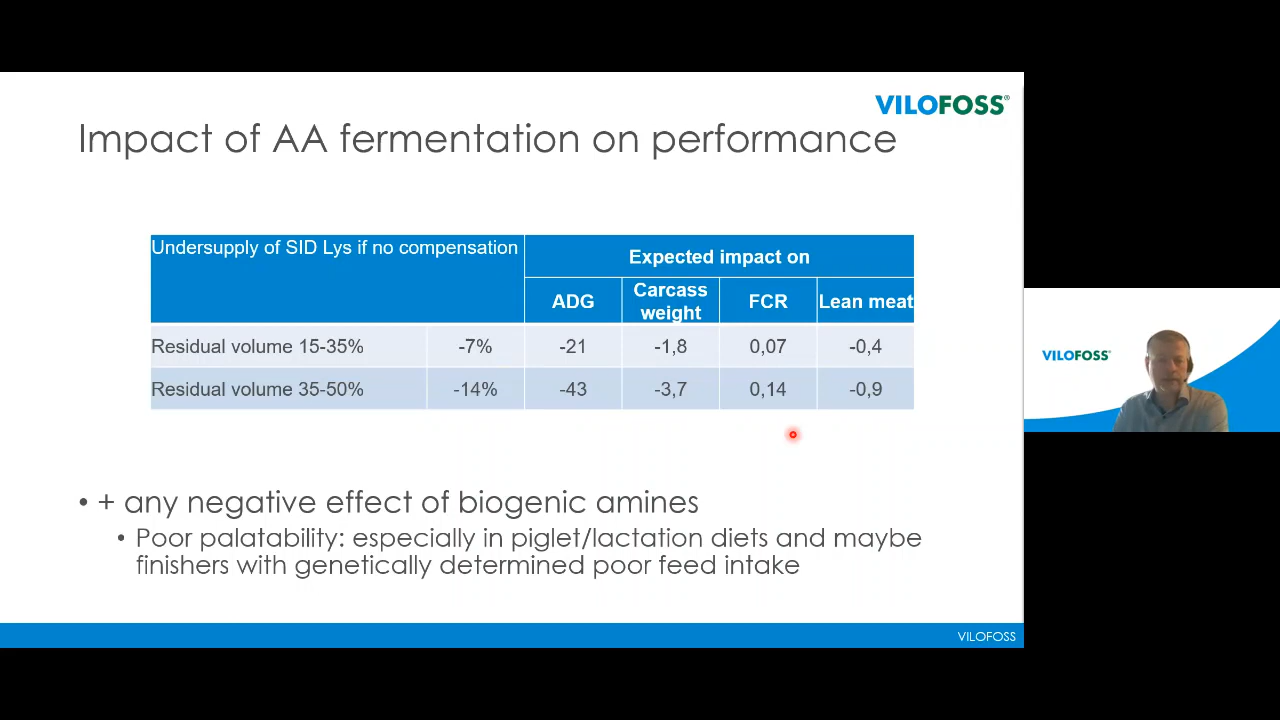 VILOFOSS®
Impact of AA fermentation on performance
Undersupply of SID Lys if no compensation
Expected impact on
ADG
Carcass
weight
FCR
Lean meat
Residual volume 15-35% -7% -21 -1,8 0,07 -0,4
Residual volume 35-50% -14% -43 -3,7 0,14 -0,9
VILOFOSS®
• + any negative effect of biogenic amines
• Poor palatability: especially in piglet/lactation diets and maybe
finishers with genetically determined poor feed intake
VILOFOSS